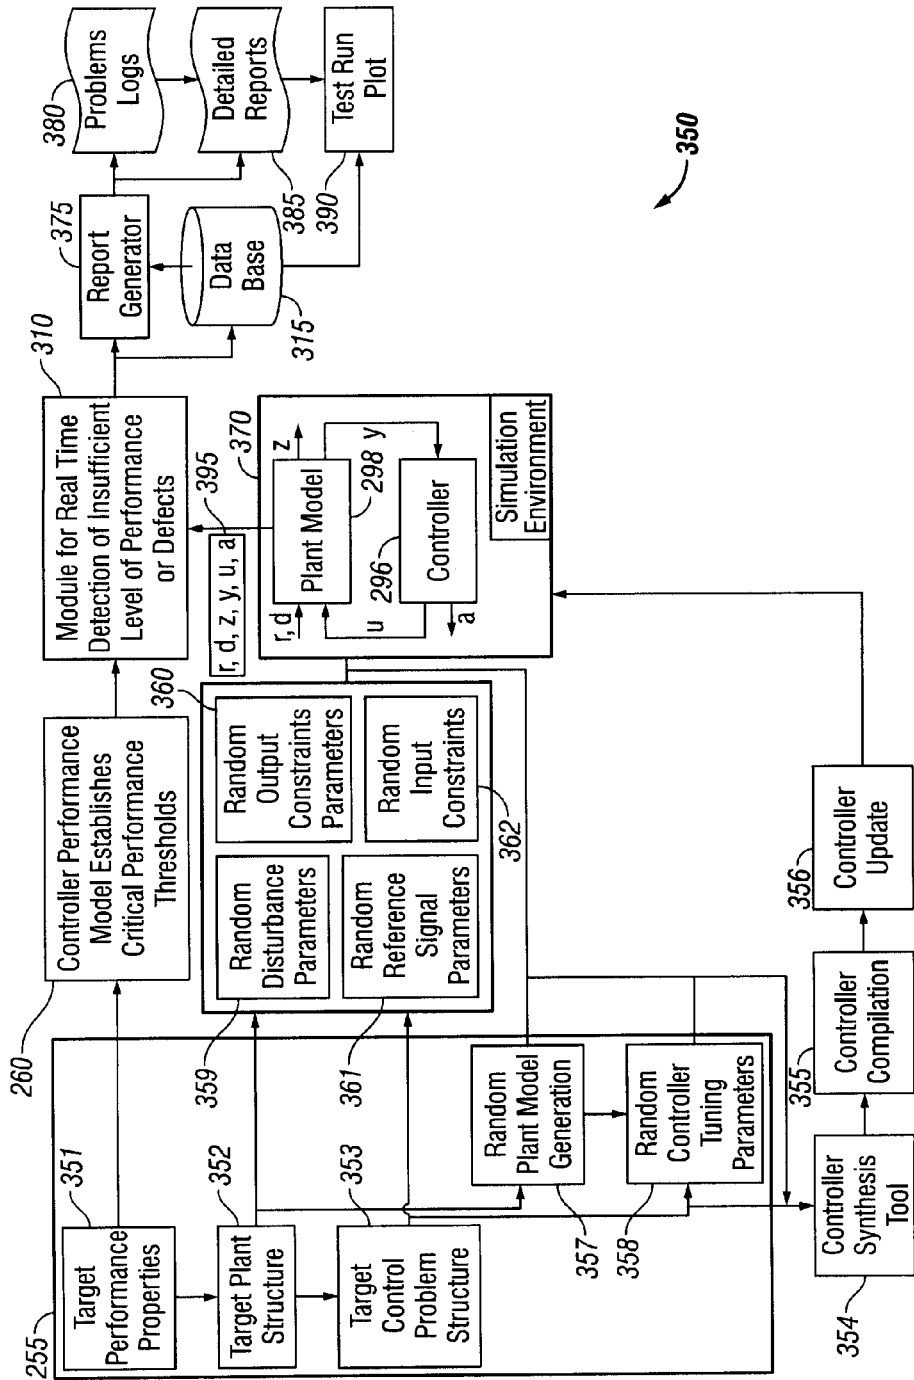 255
351
Target
Performance
Properties
352
Target Plant
Structure
353
Target
Control
Problem
Structure
260
Controller Performance
Model Establishes
Critical Performance
Thresholds
310
Module for Real Time
Detection of Insufficient
Level of Performance
or Defects
375
Report
Generator
380
Problems
Logs
Detailed
Reports
385
Test Run
Plot
390
Data
Base
315
359
Random
Disturbance
Parameters
360
Random
Output
Constraints
Parameters
361
Random
Reference
Signal
Parameters
Random
Input
Constraints
362
r, d, z, y, u, a
395
370
r, d
Plant Model
z
298
y
u
296
Controller
a
Simulation
Environment
Random
Plant Model
Generation
357
Random
Controller
Tuning
Parameters
358
354
Controller
Synthesis
Tool
355
Controller
Compilation
356
Controller
Update
350